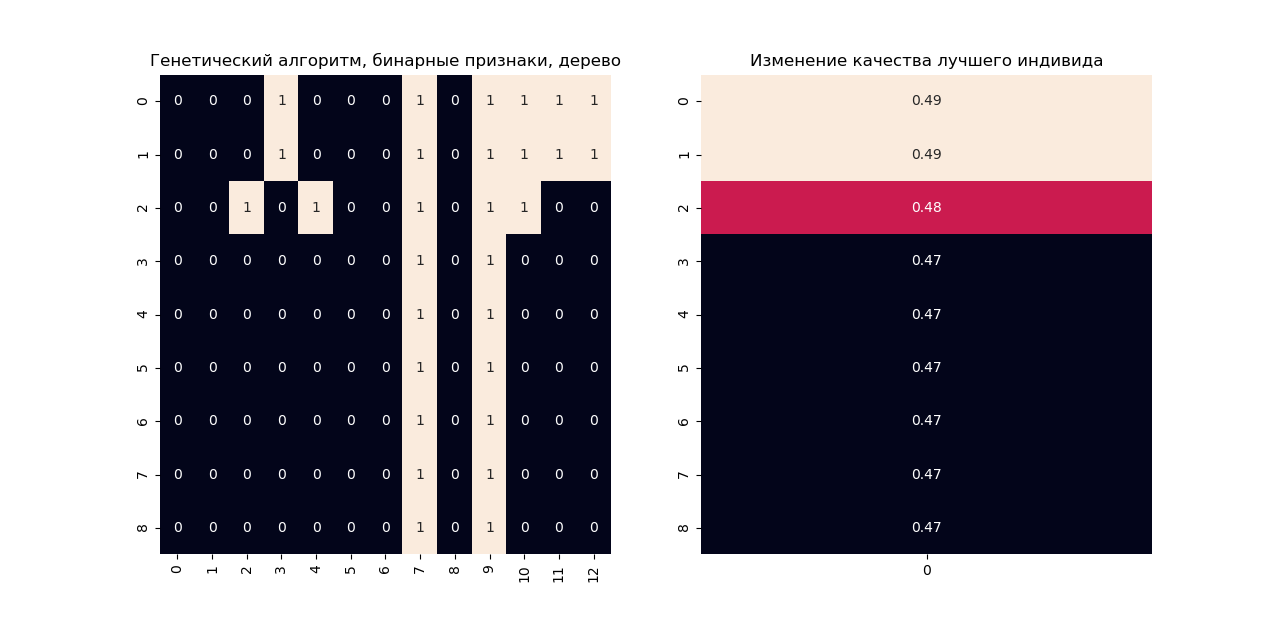 Генетический алгоритм, бинарные признаки, дерево
0 0 0 0 1 0 0 0 1 0 1 1 1 1
1 0 0 0 1 0 0 0 1 0 1 1 1 1
2 0 0 1 0 1 0 0 1 0 1 1 0 0
3 0 0 0 0 0 0 0 1 0 1 0 0 0
4 0 0 0 0 0 0 0 1 0 1 0 0 0
5 0 0 0 0 0 0 0 1 0 1 0 0 0
6 0 0 0 0 0 0 0 1 0 1 0 0 0
7 0 0 0 0 0 0 0 1 0 1 0 0 0
8 0 0 0 0 0 0 0 1 0 1 0 0 0
0 1 2 3 4 5 6 7 8 9 10 11 12
Изменение качества лучшего индивида
0 0.49
1 0.49
2 0.48
3 0.47
4 0.47
5 0.47
6 0.47
7 0.47
8 0.47
0